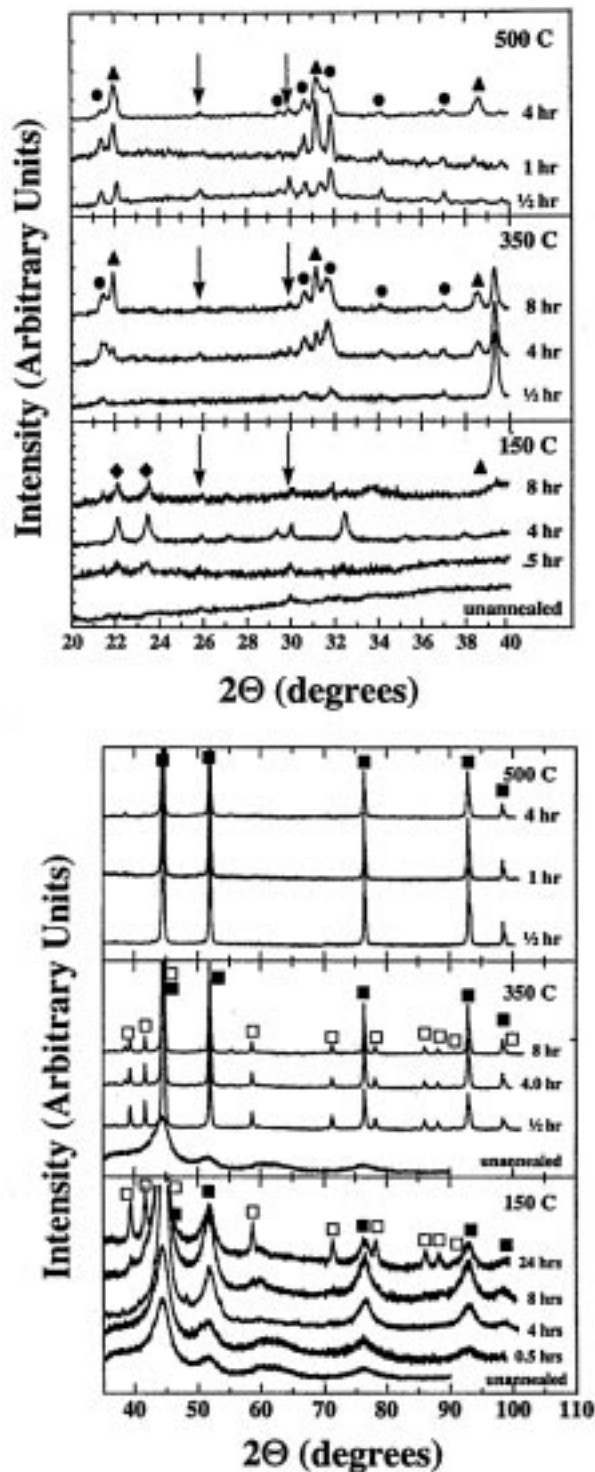 Intensity (Arbitrary Units)
500 C
4 hr
1 hr
½ hr
350 C
8 hr
4 hr
½ hr
150 C
8 hr
4 hr
.5 hr
unannealed
20 22 24 26 28 30 32 34 36 38 40
2Θ (degrees)
Intensity (Arbitrary Units)
500 C
4 hr
1 hr
½ hr
350 C
8 hr
4.0 hr
½ hr
unannealed
150 C
24 hrs
8 hrs
4 hrs
0.5 hrs
unannealed
40 50 60 70 80 90 100 110
2Θ (degrees)